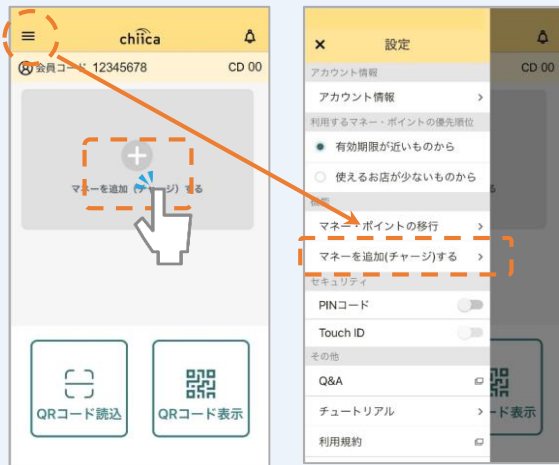 chiica
会員コード 12345678
CD 00
マネーを追加（チャージ）する
QRコード読込
QRコード表示
× 設定
CD 00
アカウント情報
アカウント情報 >
利用するマネー・ポイントの優先順位
有効期限が近いものから
使えるお店が少ないものから
機能
マネー・ポイントの移行 >
マネーを追加(チャージ)する >
セキュリティ
PINコード
Touch ID
その他
Q&A
チュートリアル >
利用規約
ード表示